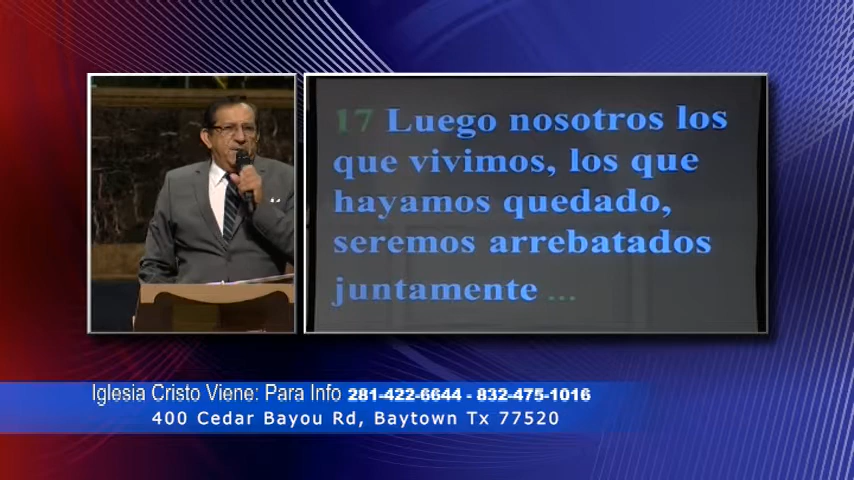 17 Luego nosotros los
que vivimos, los que
hayamos quedado,
seremos arrebatados
juntamente ...
Iglesia Cristo Viene: Para Info 281-422-6644 - 832-475-1016
400 Cedar Bayou Rd, Baytown Tx 77520